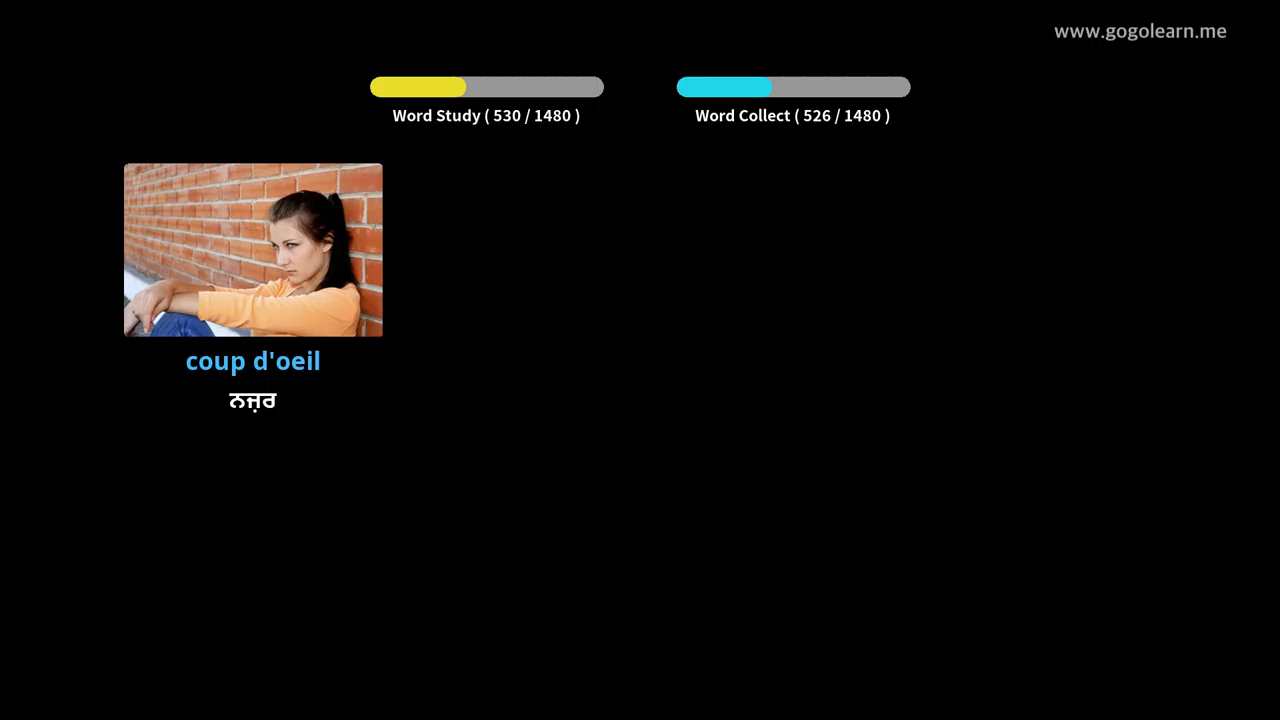 www.gogolearn.me
Word Study ( 530 / 1480 )
Word Collect ( 526 / 1480 )
coup d'oeil
ਨਜ਼ਰ